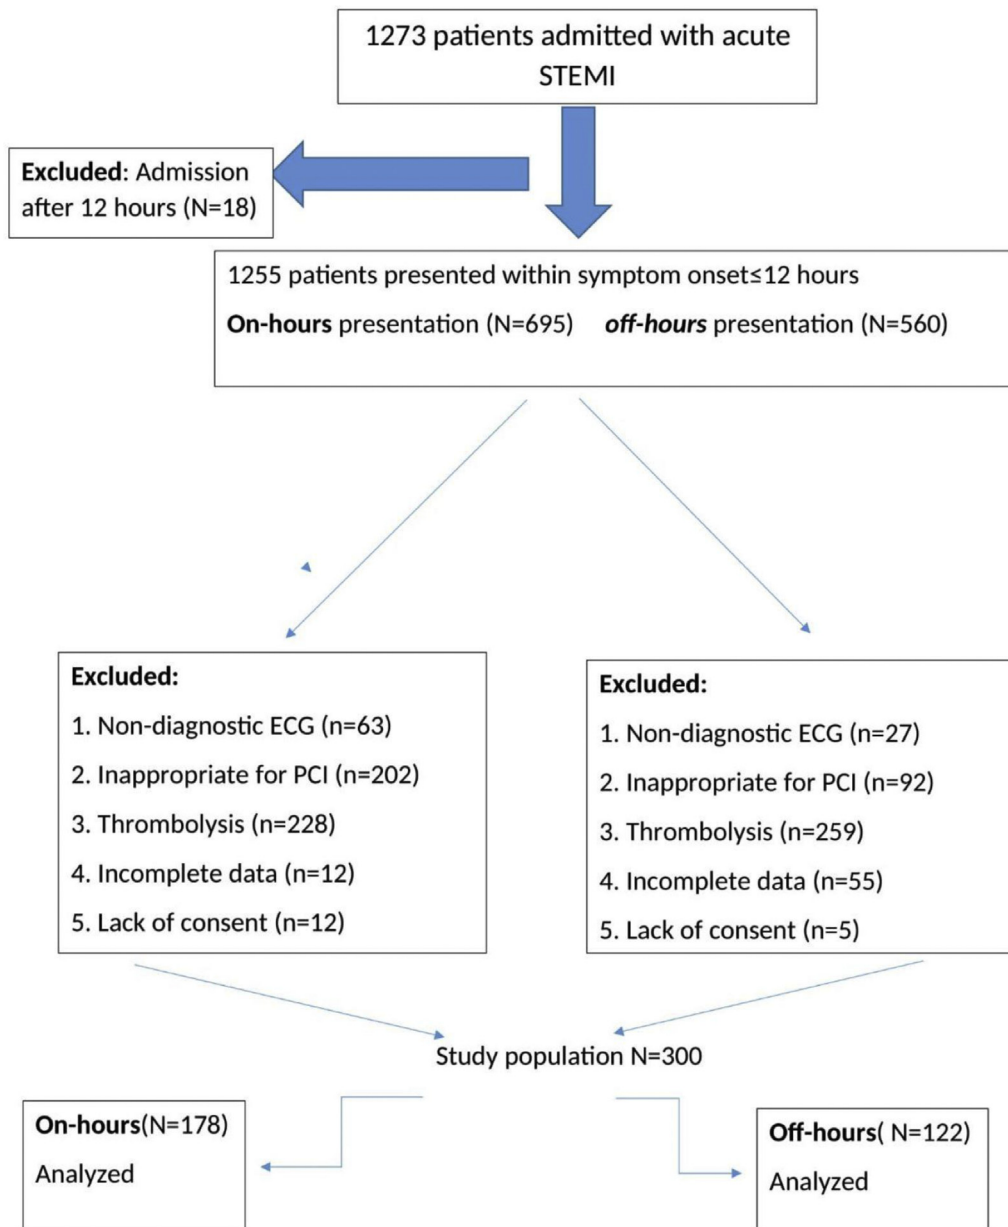 1273 patients admitted with acute
STEMI
Excluded: Admission
after 12 hours (N=18)
1255 patients presented within symptom onset≤12 hours
On-hours presentation (N=695) off-hours presentation (N=560)
Excluded:
1. Non-diagnostic ECG (n=63)
2. Inappropriate for PCI (n=202)
3. Thrombolysis (n=228)
4. Incomplete data (n=12)
5. Lack of consent (n=12)
Excluded:
1. Non-diagnostic ECG (n=27)
2. Inappropriate for PCI (n=92)
3. Thrombolysis (n=259)
4. Incomplete data (n=55)
5. Lack of consent (n=5)
Study population N=300
On-hours(N=178)
Analyzed
Off-hours( N=122)
Analyzed